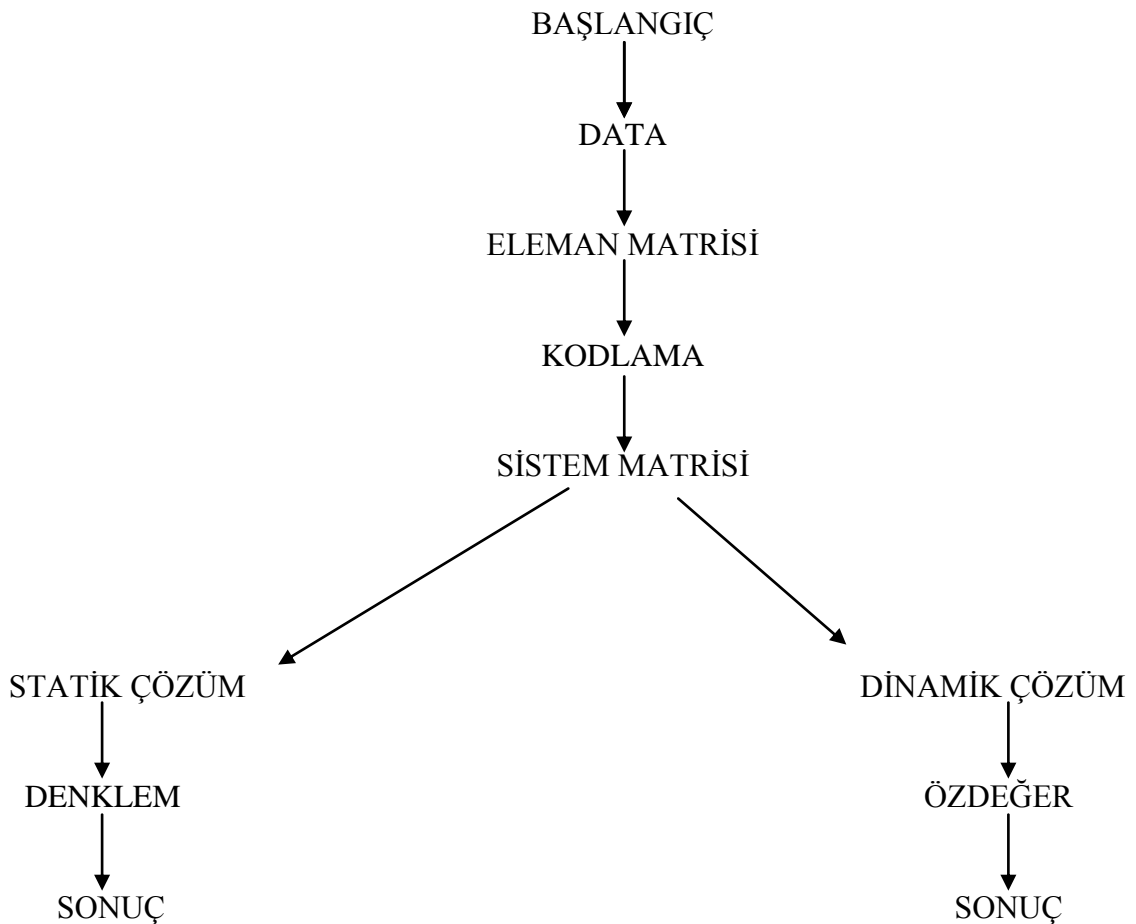 BAŞLANGIÇ
DATA
ELEMAN MATRİSİ
KODLAMA
SİSTEM MATRİSİ
STATİK ÇÖZÜM
DİNAMİK ÇÖZÜM
DENKLEM
ÖZDEĞER
SONUÇ
SONUÇ